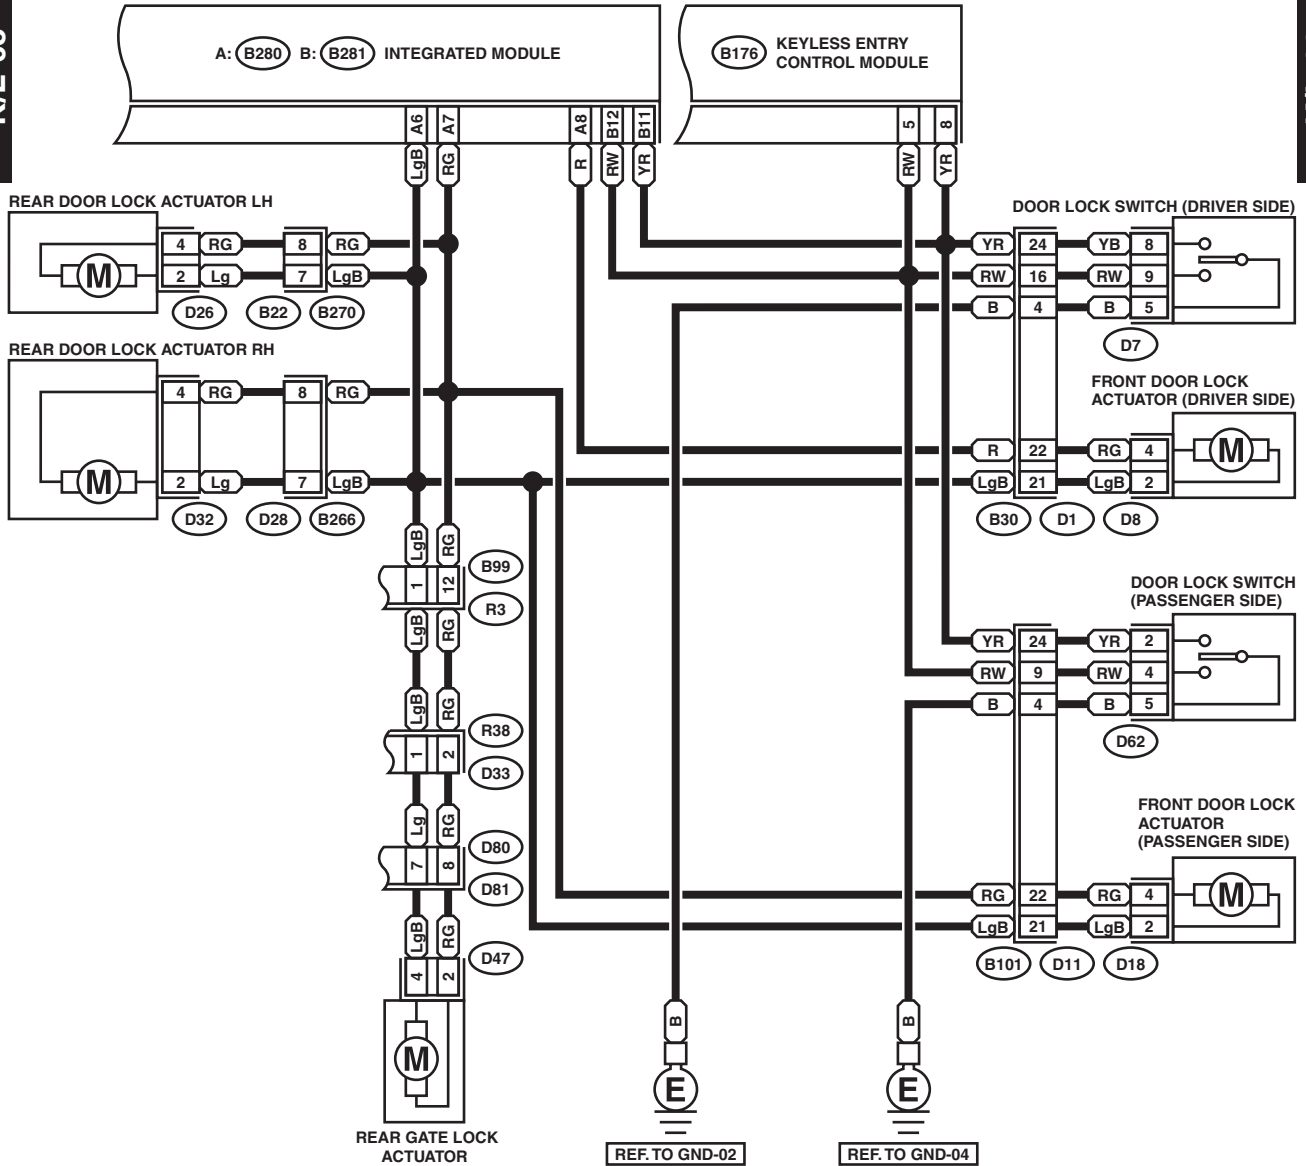 A: B280 B: B281 INTEGRATED MODULE
B176 KEYLESS ENTRY
CONTROL MODULE
A6 A7 A8 B12 B11 5 8
LgB RG R RW YR RW YR
REAR DOOR LOCK ACTUATOR LH
M 4 RG 8 RG
2 Lg 7 LgB
D26 B22 B270
DOOR LOCK SWITCH (DRIVER SIDE)
YR 24 YB 8
RW 16 RW 9
B 4 B 5
D7
REAR DOOR LOCK ACTUATOR RH
4 RG 8 RG
M 2 Lg 7 LgB
D32 D28 B266
FRONT DOOR LOCK
ACTUATOR (DRIVER SIDE)
R 22 RG 4 M
LgB 21 LgB 2
B30 D1 D8
LgB RG
1 12 B99
R3
LgB RG
LgB RG
R38
1 2
D33
Lg RG
D80
7 8
D81
LgB RG
D47
4 2
M
REAR GATE LOCK
ACTUATOR
DOOR LOCK SWITCH
(PASSENGER SIDE)
YR 24 YR 2
RW 9 RW 4
B 4 B 5
D62
FRONT DOOR LOCK
ACTUATOR
(PASSENGER SIDE)
RG 22 RG 4 M
LgB 21 LgB 2
B101 D11 D18
B B
E E
REF. TO GND-02 REF. TO GND-04